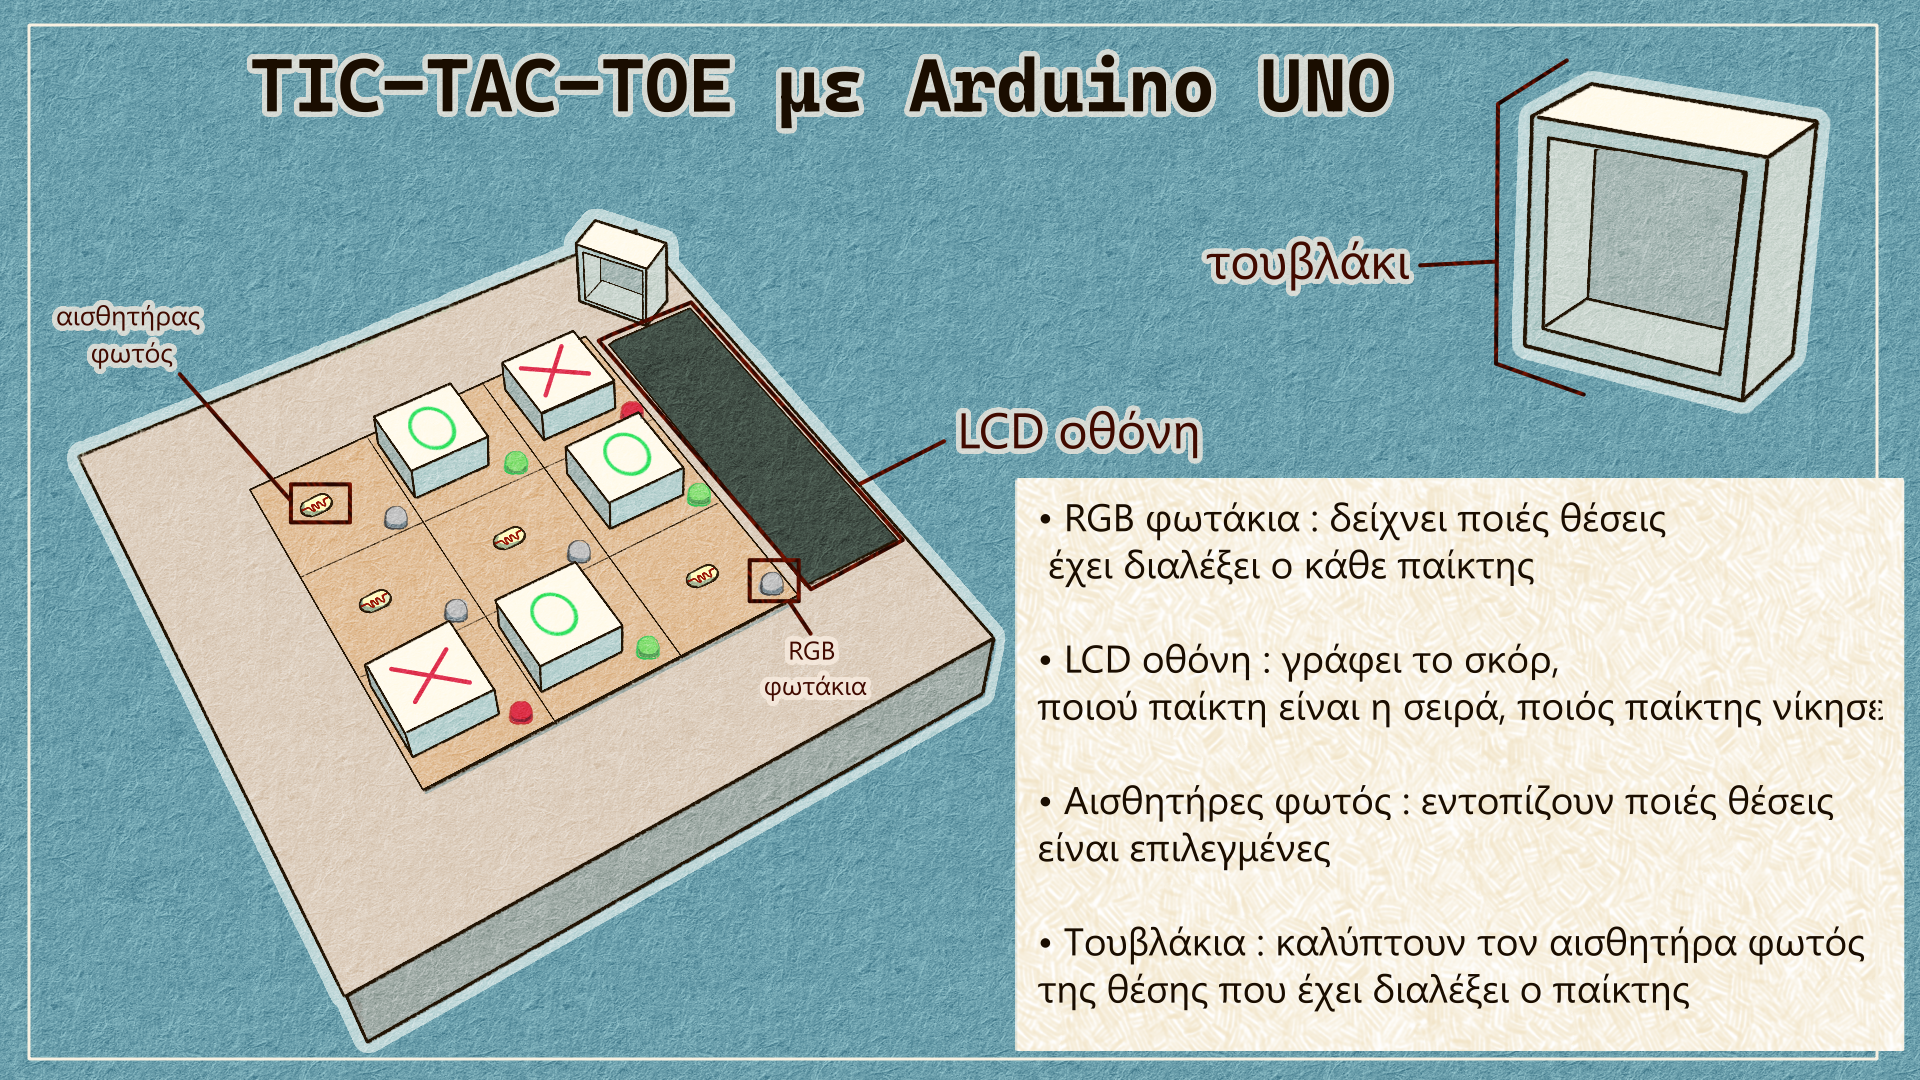 TIC-TAC-TOE με Arduino UNO
τουβλάκι
αισθητήρας
φωτός
LCD οθόνη
RGB
φωτάκια
• RGB φωτάκια : δείχνει ποιές θέσεις
έχει διαλέξει ο κάθε παίκτης
• LCD οθόνη : γράφει το σκόρ,
ποιού παίκτη είναι η σειρά, ποιός παίκτης νίκησε
• Αισθητήρες φωτός : εντοπίζουν ποιές θέσεις
είναι επιλεγμένες
• Τουβλάκια : καλύπτουν τον αισθητήρα φωτός
της θέσης που έχει διαλέξει ο παίκτης